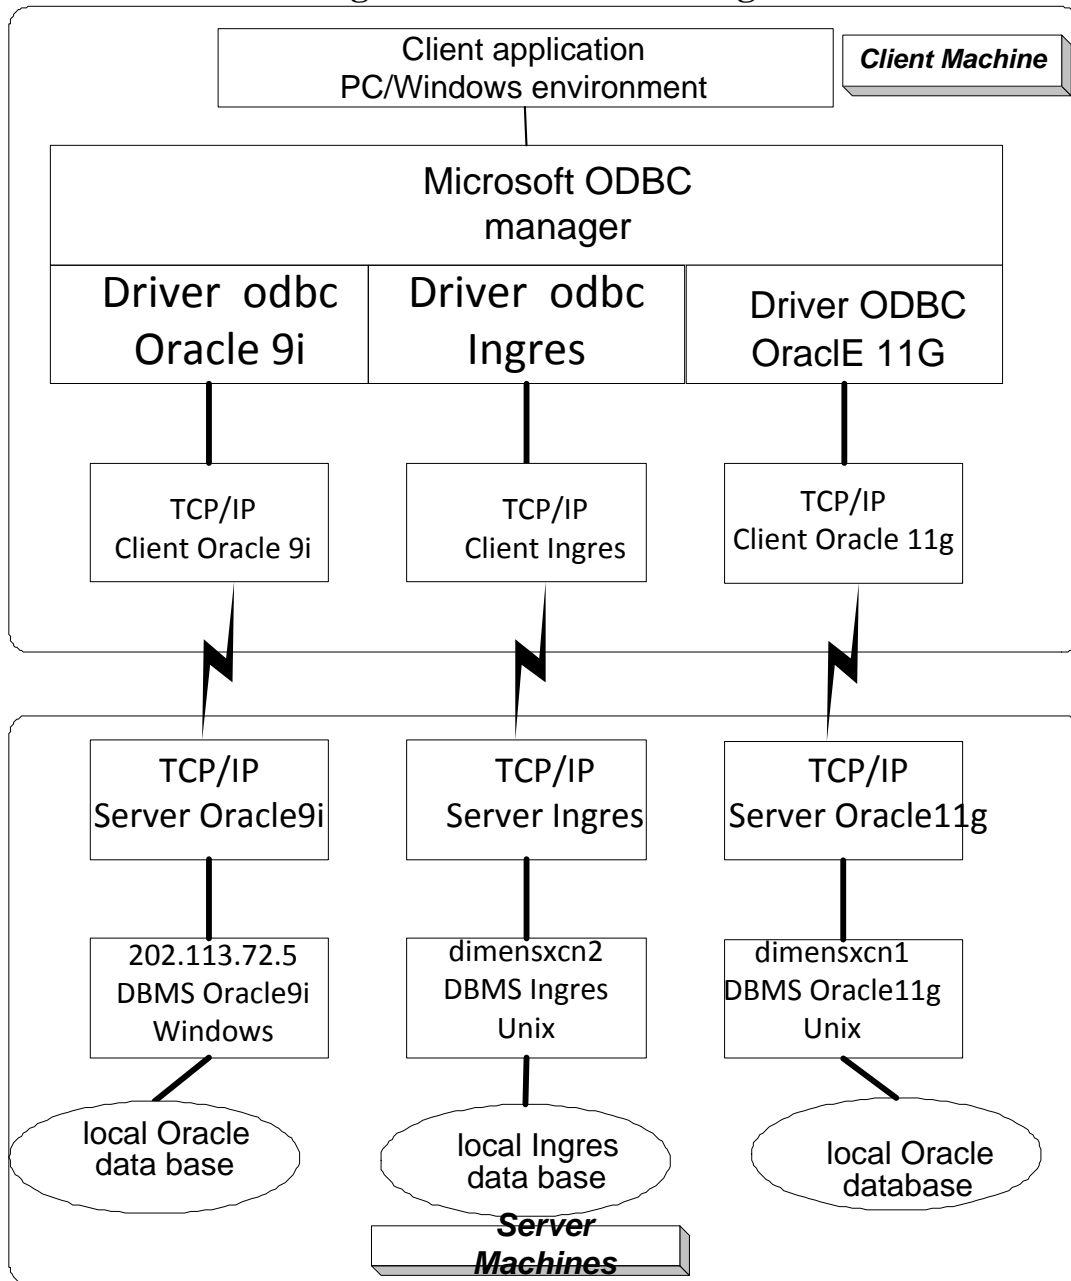 Client application
PC/Windows environment
Client Machine
Microsoft ODBC
manager
Driver odbc
Oracle 9i
Driver odbc
Ingres
Driver ODBC
OraclE 11G
TCP/IP
Client Oracle 9i
TCP/IP
Client Ingres
TCP/IP
Client Oracle 11g
TCP/IP
Server Oracle9i
TCP/IP
Server Ingres
TCP/IP
Server Oracle11g
202.113.72.5
DBMS Oracle9i
Windows
dimensxcn2
DBMS Ingres
Unix
dimensxcn1
DBMS Oracle11g
Unix
local Oracle
data base
local Ingres
data base
local Oracle
database
Server
Machines